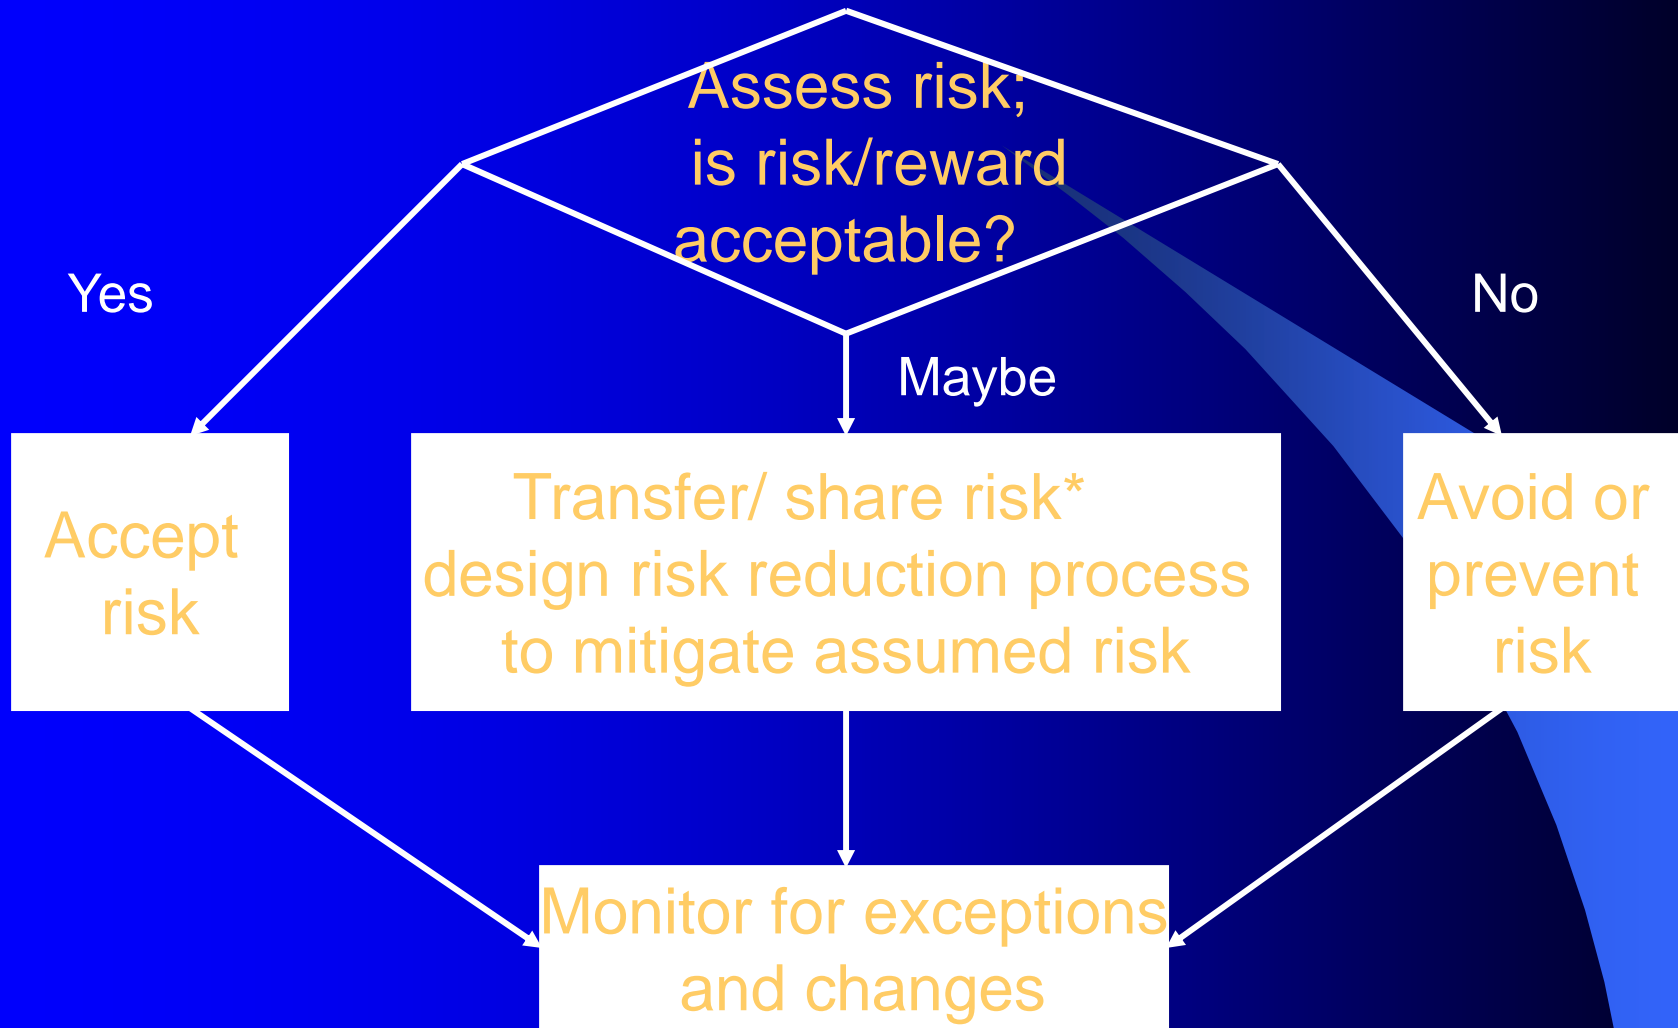 Assess risk;
is risk/reward
acceptable?
Yes
No
Maybe
Accept
risk
Transfer/ share risk*
design risk reduction process
to mitigate assumed risk
Avoid or
prevent
risk
Monitor for exceptions
and changes